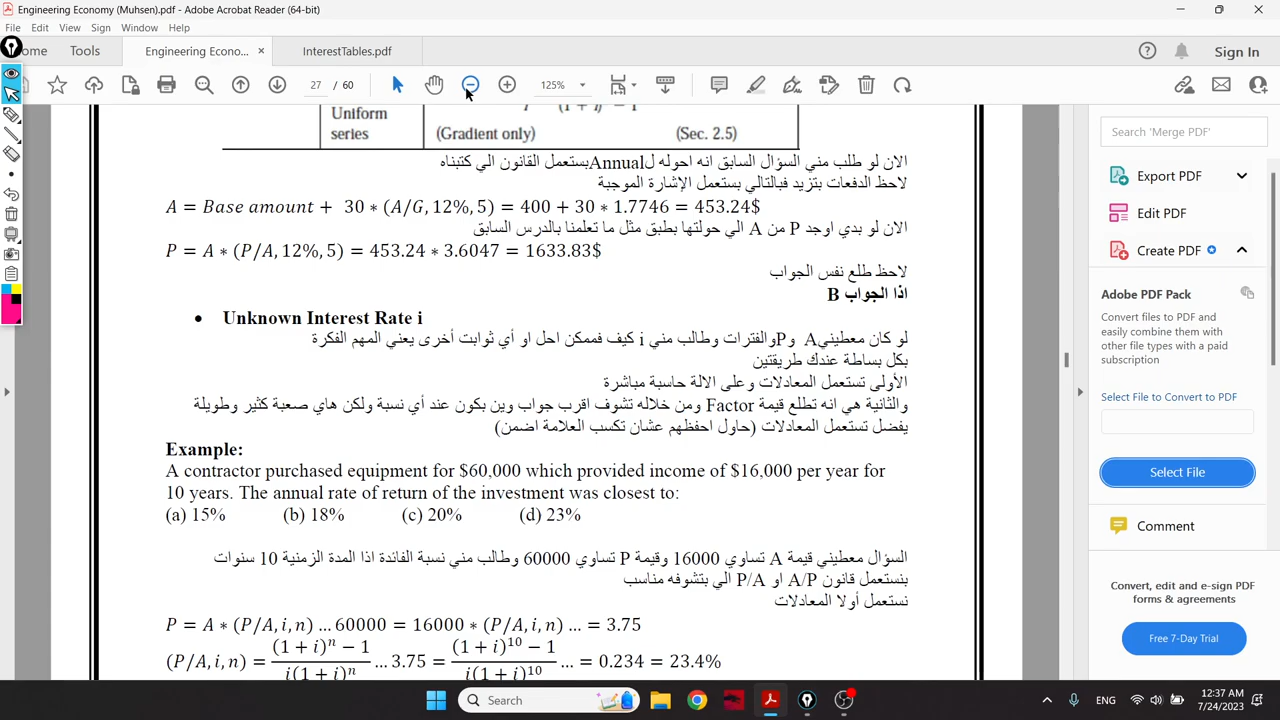 Engineering Economy (Muhsen).pdf - Adobe Acrobat Reader (64-bit)
File Edit View Sign Window Help
ome Tools Engineering Econo... × InterestTables.pdf Sign In
27 / 60 125%
Uniform
series (Gradient only) (Sec. 2.5)
الان لو طلب مني السؤال السابق انه احوله لAnnual بستعمل القانون الي كتبناه
لاحظ الدفعات بتزيد فبالتالي بستعمل الإشارة الموجبة
A = Base amount + 30 * (A/G, 12%, 5) = 400 + 30 * 1.7746 = 453.24$
الان لو بدي اوجد P من A الي حولتها بطبق مثل ما تعلمنا بالدرس السابق
P = A * (P/A, 12%, 5) = 453.24 * 3.6047 = 1633.83$
لاحظ طلع نفس الجواب
اذا الجواب B
• Unknown Interest Rate i
لو كان معطيني A و P والفترات وطالب مني i كيف فممكن احل او أي ثوابت أخرى يعني المهم الفكرة
بكل بساطة عندك طريقتين
الأولى تستعمل المعادلات وعلى الالة حاسبة مباشرة
والثانية هي انه تطلع قيمة Factor ومن خلاله تشوف اقرب جواب وين بكون عند أي نسبة ولكن هاي صعبة كثير وطويلة
يفضل تستعمل المعادلات (حاول احفظهم عشان تكسب العلامة اضمن)
Example:
A contractor purchased equipment for $60,000 which provided income of $16,000 per year for
10 years. The annual rate of return of the investment was closest to:
(a) 15% (b) 18% (c) 20% (d) 23%
السؤال معطيني قيمة A تساوي 16000 وقيمة P تساوي 60000 وطالب مني نسبة الفائدة اذا المدة الزمنية 10 سنوات
بنستعمل قانون A/P او P/A الي بتشوفه مناسب
نستعمل أولا المعادلات
P = A * (P/A, i, n) ... 60000 = 16000 * (P/A, i, n) ... = 3.75
(P/A, i, n) = (1 + i)^n − 1 / i(1 + i)^n ... 3.75 = (1 + i)^10 − 1 / i(1 + i)^10 ... = 0.234 = 23.4%
Search 'Merge PDF'
Export PDF
Edit PDF
Create PDF
Adobe PDF Pack
Convert files to PDF and
easily combine them with
other file types with a paid
subscription
Select File to Convert to PDF
Select File
Comment
Convert, edit and e-sign PDF
forms & agreements
Free 7-Day Trial
Search
ENG 12:37 AM
7/24/2023